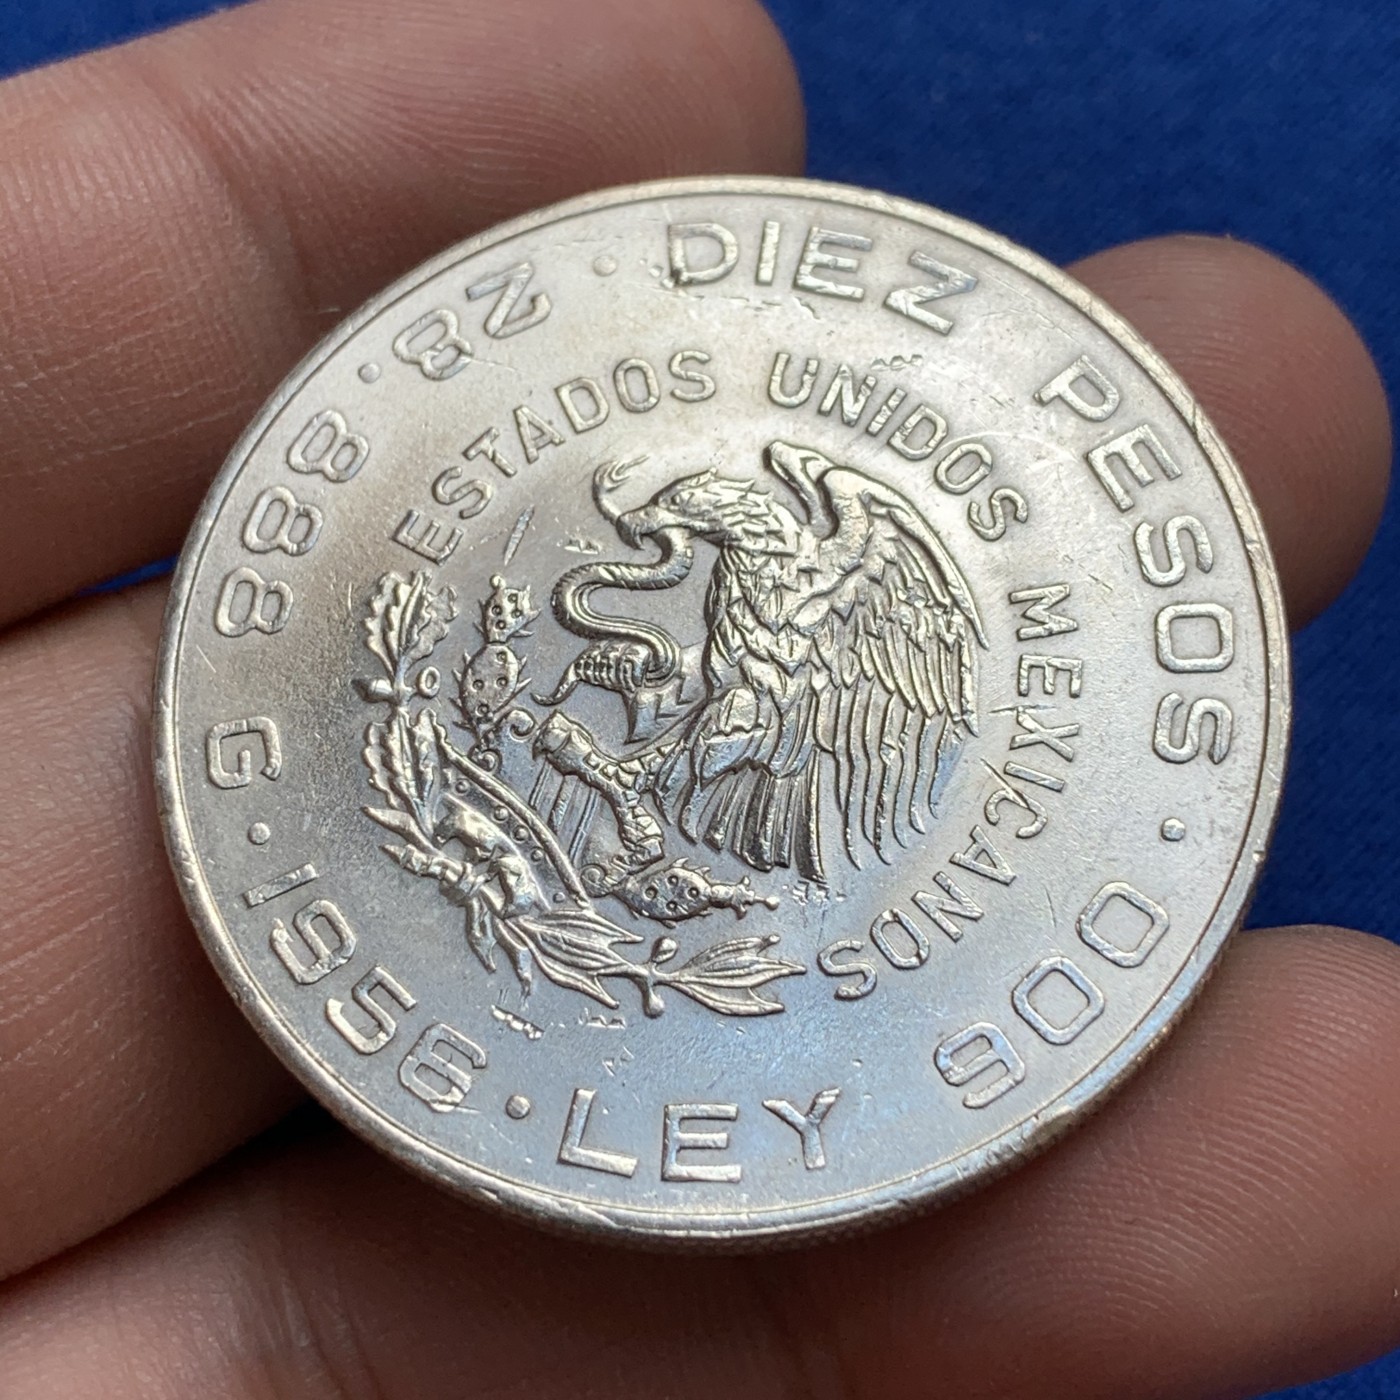 DIEZ PESOS · 900 LEY · 1956 · 28.888 G ·
ESTADOS UNIDOS MEXICANOS